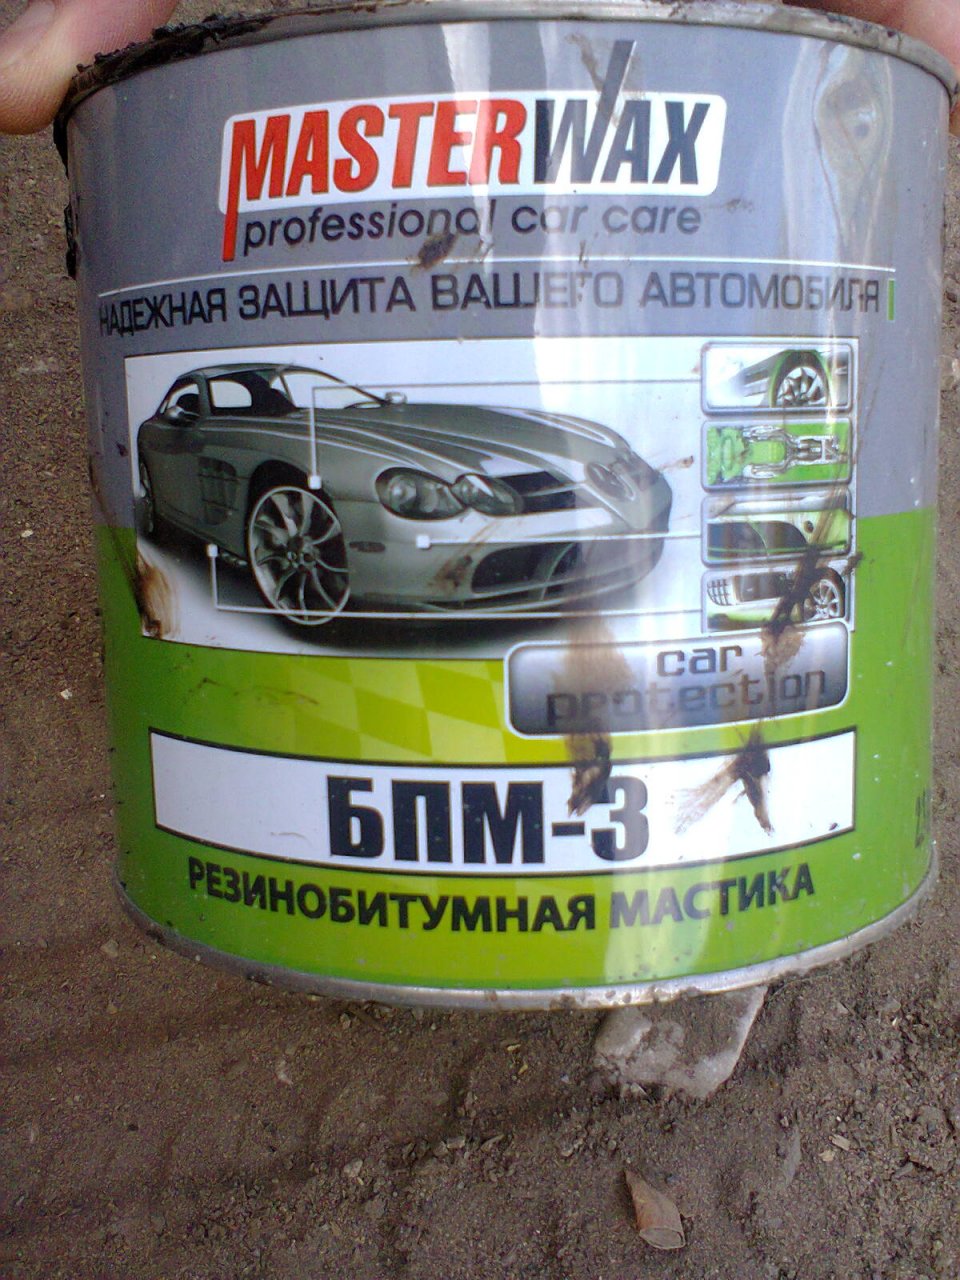 MASTERWAX
professional car care
НАДЕЖНАЯ ЗАЩИТА ВАШЕГО АВТОМОБИЛЯ
car
protection
БПМ-3
РЕЗИНОБИТУМНАЯ МАСТИКА